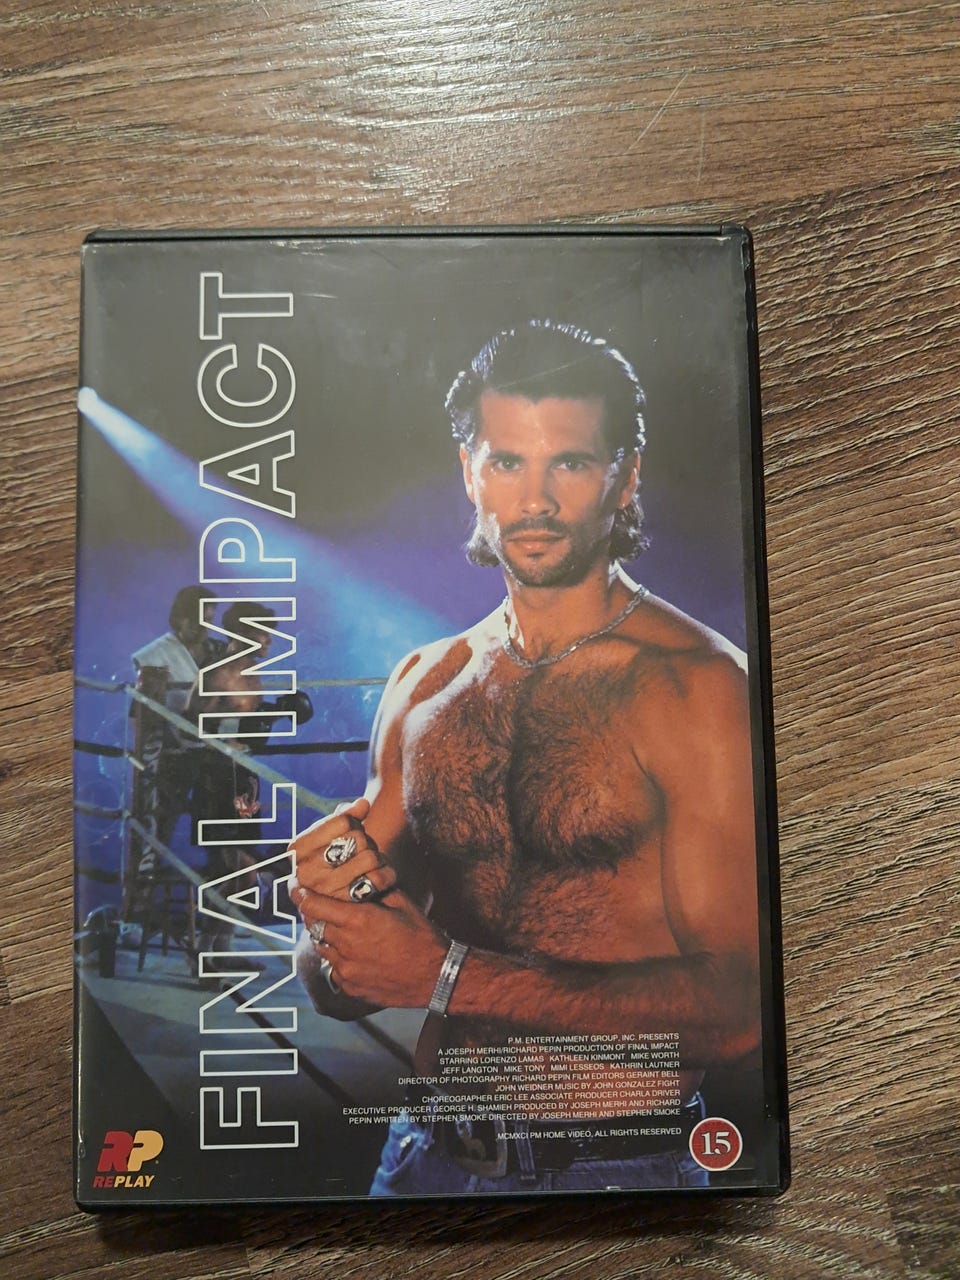 FINAL IMPACT
P.M. ENTERTAINMENT GROUP, INC. PRESENTS
A JOESPH MERHI/RICHARD PEPIN PRODUCTION OF FINAL IMPACT
STARRING LORENZO LAMAS KATHLEEN KINMONT MIKE WORTH
JEFF LANGTON MIKE TONY MIMI LESSEOS KATHRIN LAUTNER
DIRECTOR OF PHOTOGRAPHY RICHARD PEPIN FILM EDITORS GERAINT BELL
JOHN WEIDNER MUSIC BY JOHN GONZALEZ FIGHT
CHOREOGRAPHER ERIC LEE ASSOCIATE PRODUCER CHARLA DRIVER
EXECUTIVE PRODUCER GEORGE H. SHAMIEH PRODUCED BY JOSEPH MERHI AND RICHARD
PEPIN WRITTEN BY STEPHEN SMOKE DIRECTED BY JOSEPH MERHI AND STEPHEN SMOKE
MCMXCI PM HOME VIDEO, ALL RIGHTS RESERVED
15
RP
REPLAY